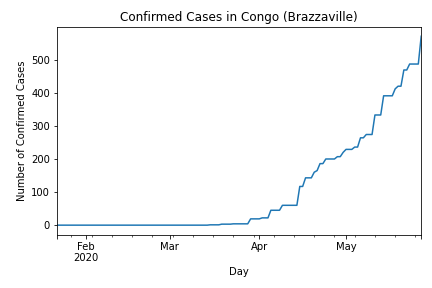 Confirmed Cases in Congo (Brazzaville)
Number of Confirmed Cases
500
400
300
200
100
0
Feb
2020
Mar
Apr
May
Day